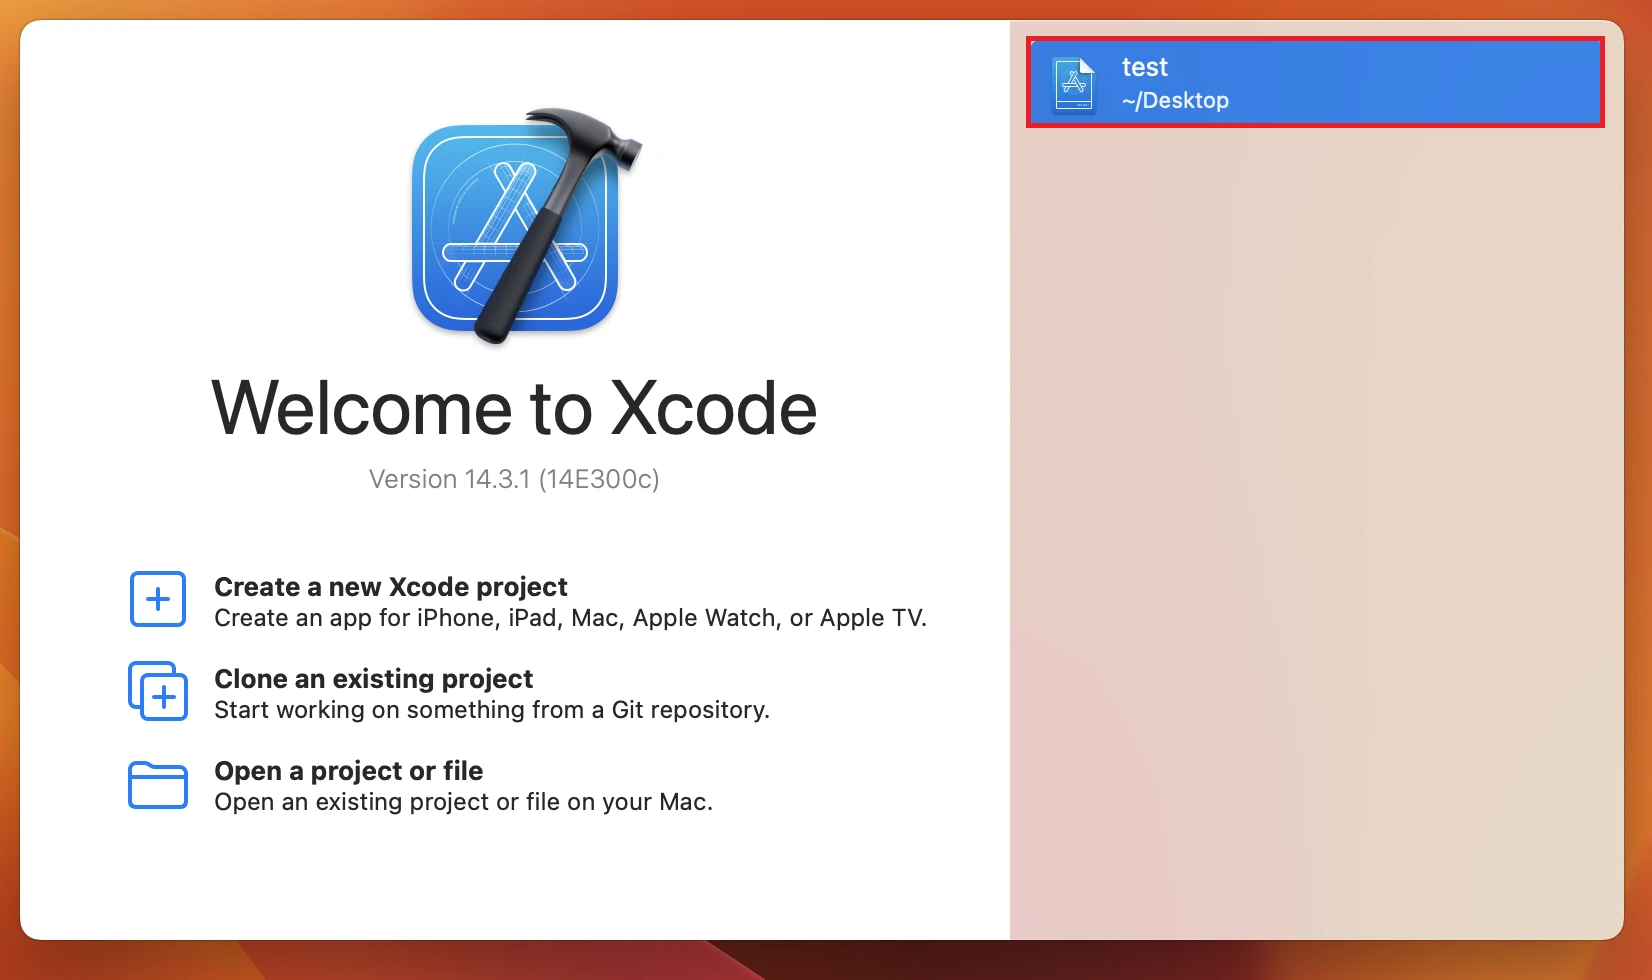 Welcome to Xcode
Version 14.3.1 (14E300c)
Create a new Xcode project
Create an app for iPhone, iPad, Mac, Apple Watch, or Apple TV.
Clone an existing project
Start working on something from a Git repository.
Open a project or file
Open an existing project or file on your Mac.
test
~/Desktop